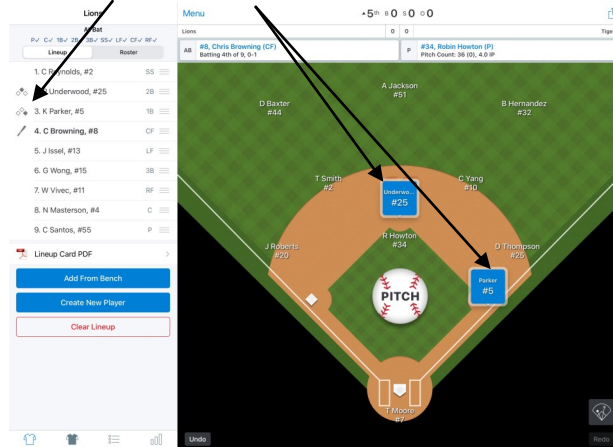 Lions
At Bat
P✓ C✓ 1B✓ 2B✓ 3B✓ SS✓ LF✓ CF✓ RF✓
Lineup Roster
1. C Reynolds, #2 SS
Underwood, #25 2B
3. K Parker, #5 1B
4. C Browning, #8 CF
5. J Issel, #13 LF
6. G Wong, #15 3B
7. W Vivec, #11 RF
8. N Masterson, #4 C
9. C Santos, #55 P
Lineup Card PDF
Add From Bench
Create New Player
Clear Lineup
Menu
5th B 0 S 0 O 0
Lions 0 0 Tige
AB #8, Chris Browning (CF)
Batting 4th of 9, 0-1
P #34, Robin Howton (P)
Pitch Count: 36 (0), 4.0 IP
A Jackson
#51
D Baxter
#44
B Hernandez
#32
T Smith
#2
Underwo...
#25
C Yang
#10
R Howton
#34
J Roberts
#20
D Thompson
#25
Parker
#5
PITCH
T Moore
#7
Undo
Redo